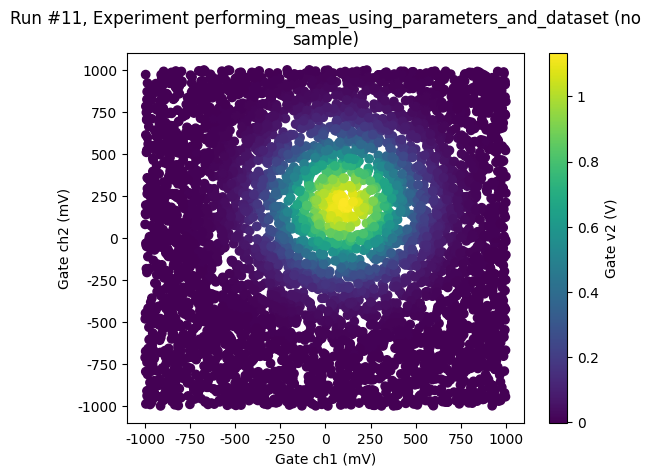 Run #11, Experiment performing_meas_using_parameters_and_dataset (no
sample)
1000
750
500
250
0
-250
-500
-750
-1000
Gate ch2 (mV)
-1000 -750 -500 -250 0 250 500 750 1000
Gate ch1 (mV)
1
0.8
0.6
0.4
0.2
0
Gate v2 (V)